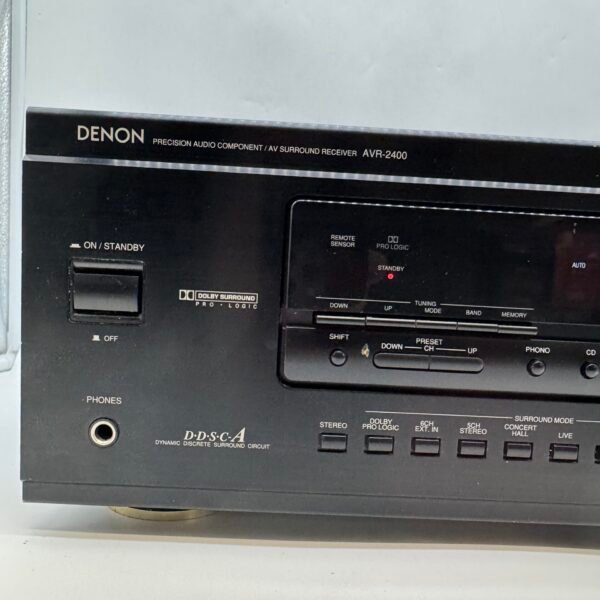 DENON PRECISION AUDIO COMPONENT / AV SURROUND RECEIVER AVR-2400
ON / STANDBY
OFF
PHONES
DOLBY SURROUND
PRO • LOGIC
D·D·S·C-A
DYNAMIC DISCRETE SURROUND CIRCUIT
REMOTE SENSOR
PRO LOGIC
STANDBY
AUTO
TUNING
DOWN UP MODE BAND MEMORY
SHIFT
PRESET
DOWN CH UP
PHONO CD
SURROUND MODE
STEREO DOLBY PRO LOGIC 6CH EXT. IN 5CH STEREO CONCERT HALL LIVE